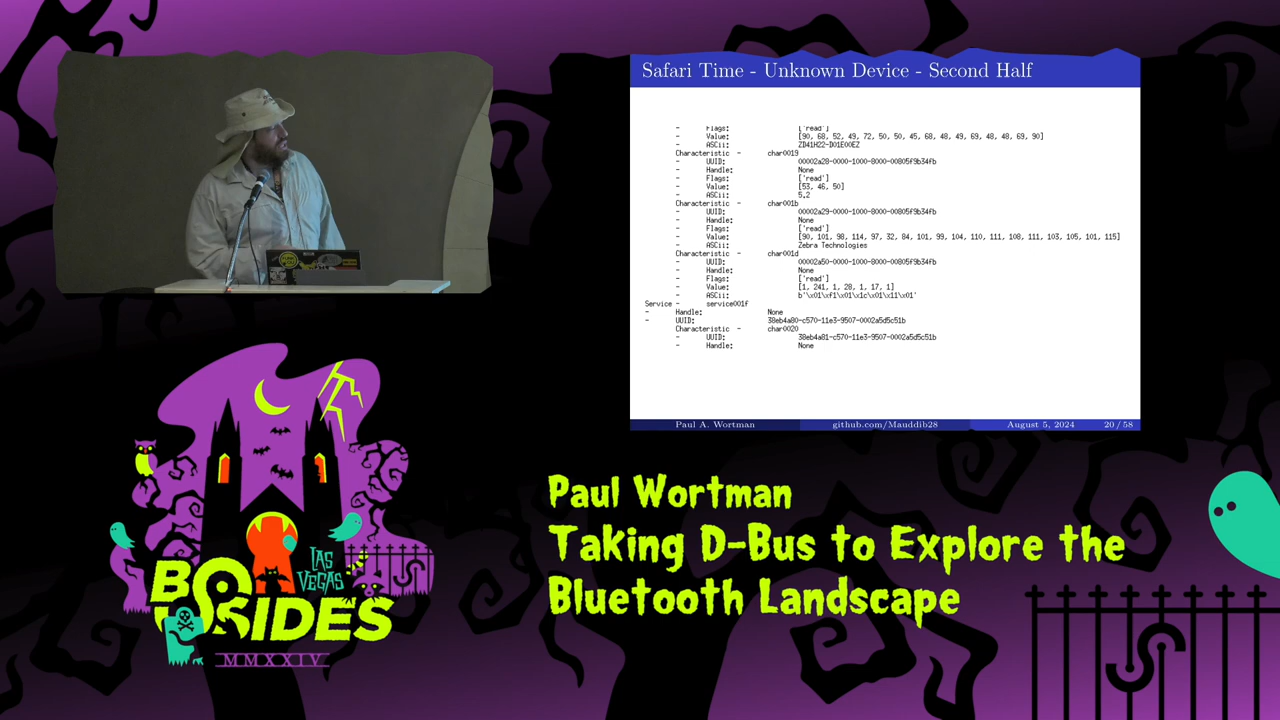 Safari Time - Unknown Device - Second Half
- Flags: ['read']
- Value: [90, 68, 52, 49, 72, 50, 50, 45, 68, 48, 49, 69, 48, 48, 69, 90]
- ASCii: ZD41H22-D01E00EZ
Characteristic - char0019
- UUID: 00002a28-0000-1000-8000-00805f9b34fb
- Handle: None
- Flags: ['read']
- Value: [53, 46, 50]
- ASCii: 5.2
Characteristic - char001b
- UUID: 00002a29-0000-1000-8000-00805f9b34fb
- Handle: None
- Flags: ['read']
- Value: [90, 101, 98, 114, 97, 32, 84, 101, 99, 104, 110, 111, 108, 111, 103, 105, 101, 115]
- ASCii: Zebra Technologies
Characteristic - char001d
- UUID: 00002a50-0000-1000-8000-00805f9b34fb
- Handle: None
- Flags: ['read']
- Value: [1, 241, 1, 28, 1, 17, 1]
- ASCii: b'\x01\xf1\x01\x1c\x01\x11\x01'
Service - service001f
- Handle: None
- UUID: 38eb4a80-c570-11e3-9507-0002a5d5c51b
Characteristic - char0020
- UUID: 38eb4a81-c570-11e3-9507-0002a5d5c51b
- Handle: None
Paul A. Wortman github.com/Mauddib28 August 5, 2024 20 / 58
Paul Wortman
Taking D-Bus to Explore the
Bluetooth Landscape
LAS
VEGAS
BSIDES
MMXXIV